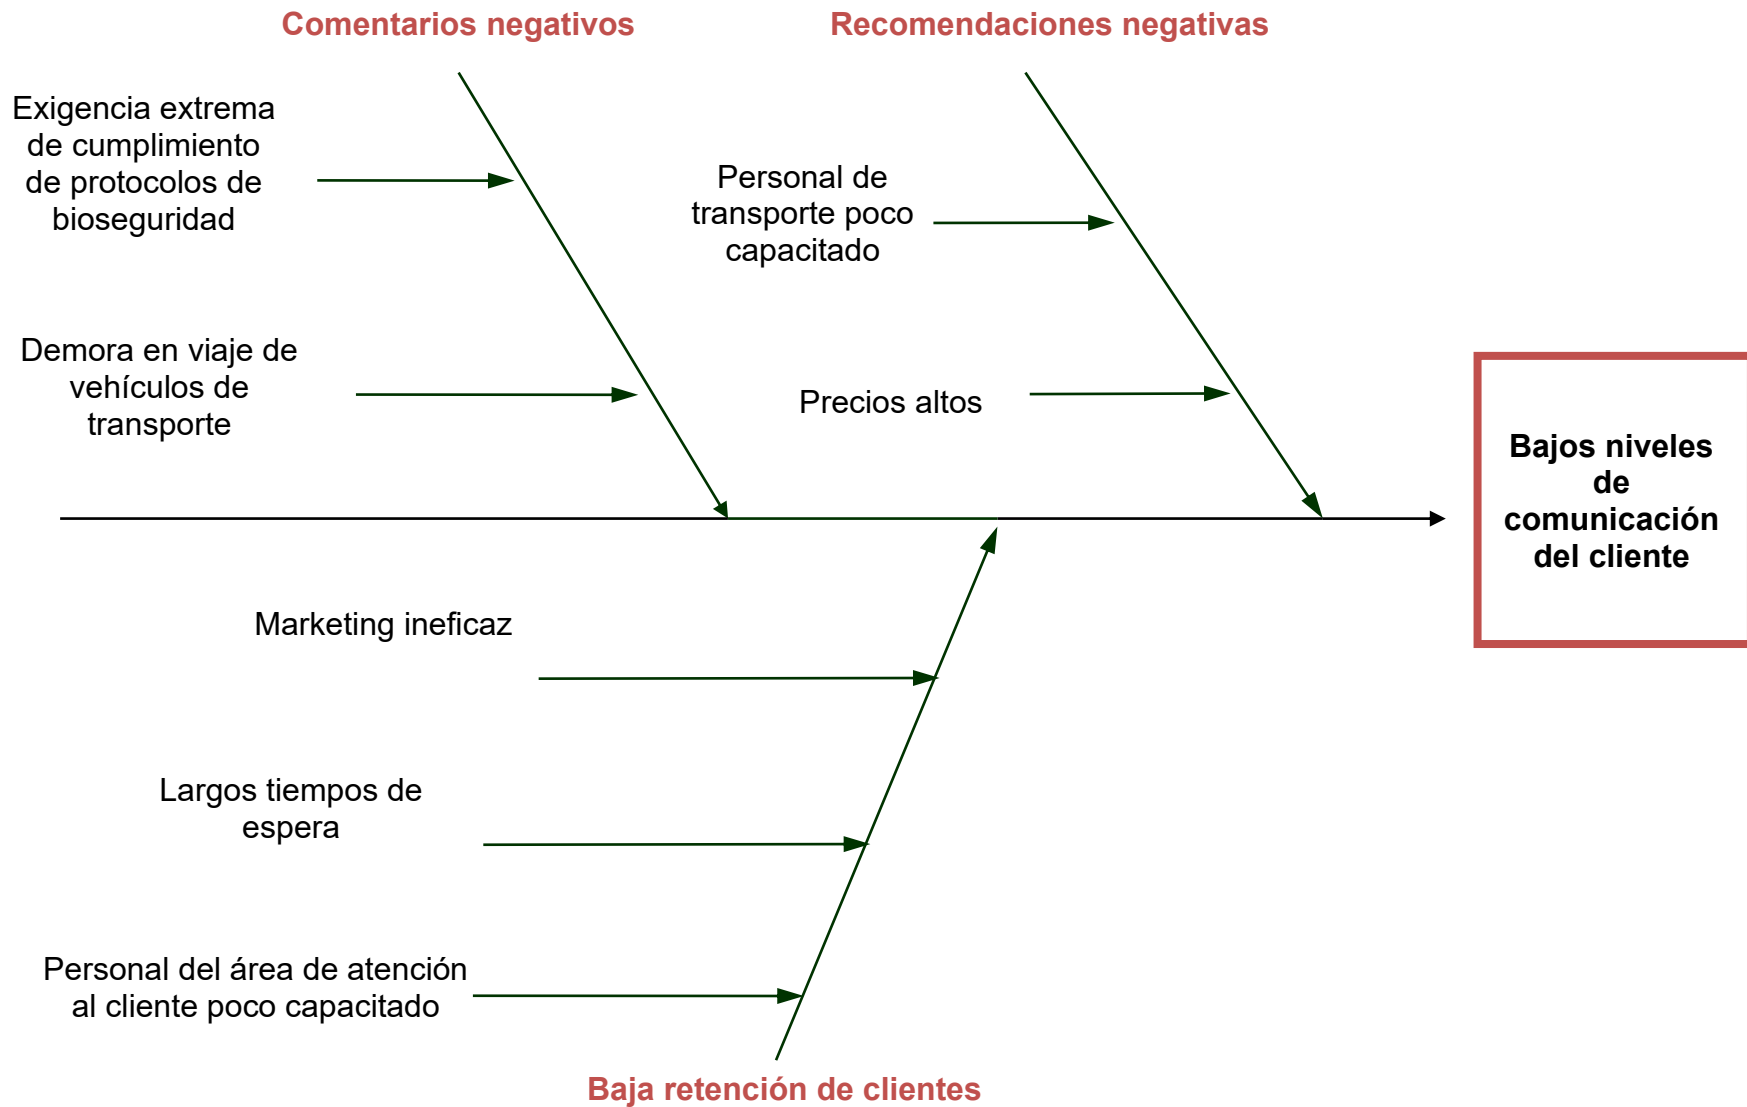 Comentarios negativos
Recomendaciones negativas
Exigencia extrema
de cumplimiento
de protocolos de
bioseguridad
Personal de
transporte poco
capacitado
Demora en viaje de
vehículos de
transporte
Precios altos
Bajos niveles
de
comunicación
del cliente
Marketing ineficaz
Largos tiempos de
espera
Personal del área de atención
al cliente poco capacitado
Baja retención de clientes